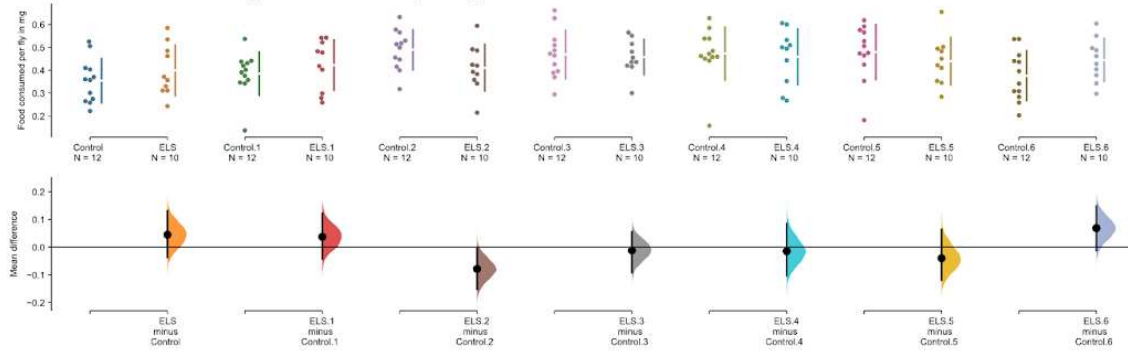 Food consumed per fly in mg
0.6
0.5
0.4
0.3
0.2
Control ELS Control.1 ELS.1 Control.2 ELS.2 Control.3 ELS.3 Control.4 ELS.4 Control.5 ELS.5 Control.6 ELS.6
N = 12 N = 10 N = 12 N = 10 N = 12 N = 10 N = 12 N = 10 N = 12 N = 10 N = 12 N = 10 N = 12 N = 10
Mean difference
0.2
0.1
0.0
−0.1
−0.2
ELS ELS.1 ELS.2 ELS.3 ELS.4 ELS.5 ELS.6
minus minus minus minus minus minus minus
Control Control.1 Control.2 Control.3 Control.4 Control.5 Control.6